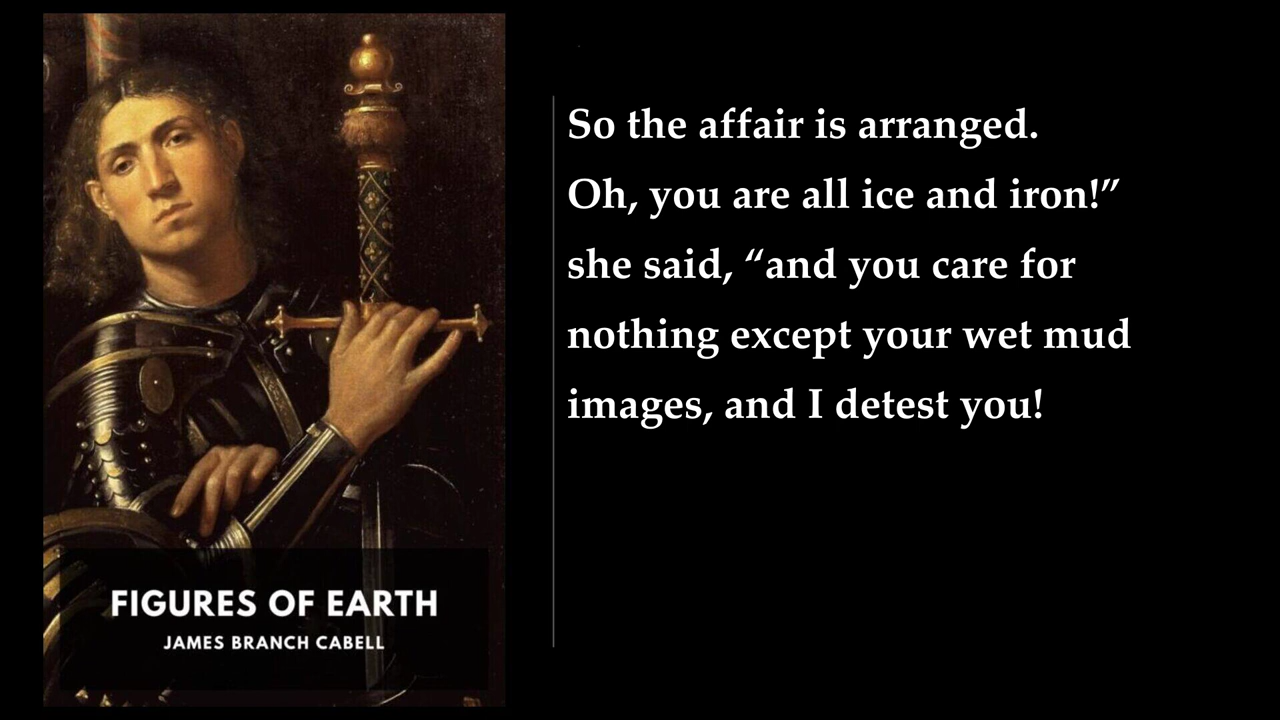 So the affair is arranged.
Oh, you are all ice and iron!”
she said, “and you care for
nothing except your wet mud
images, and I detest you!
FIGURES OF EARTH
JAMES BRANCH CABELL